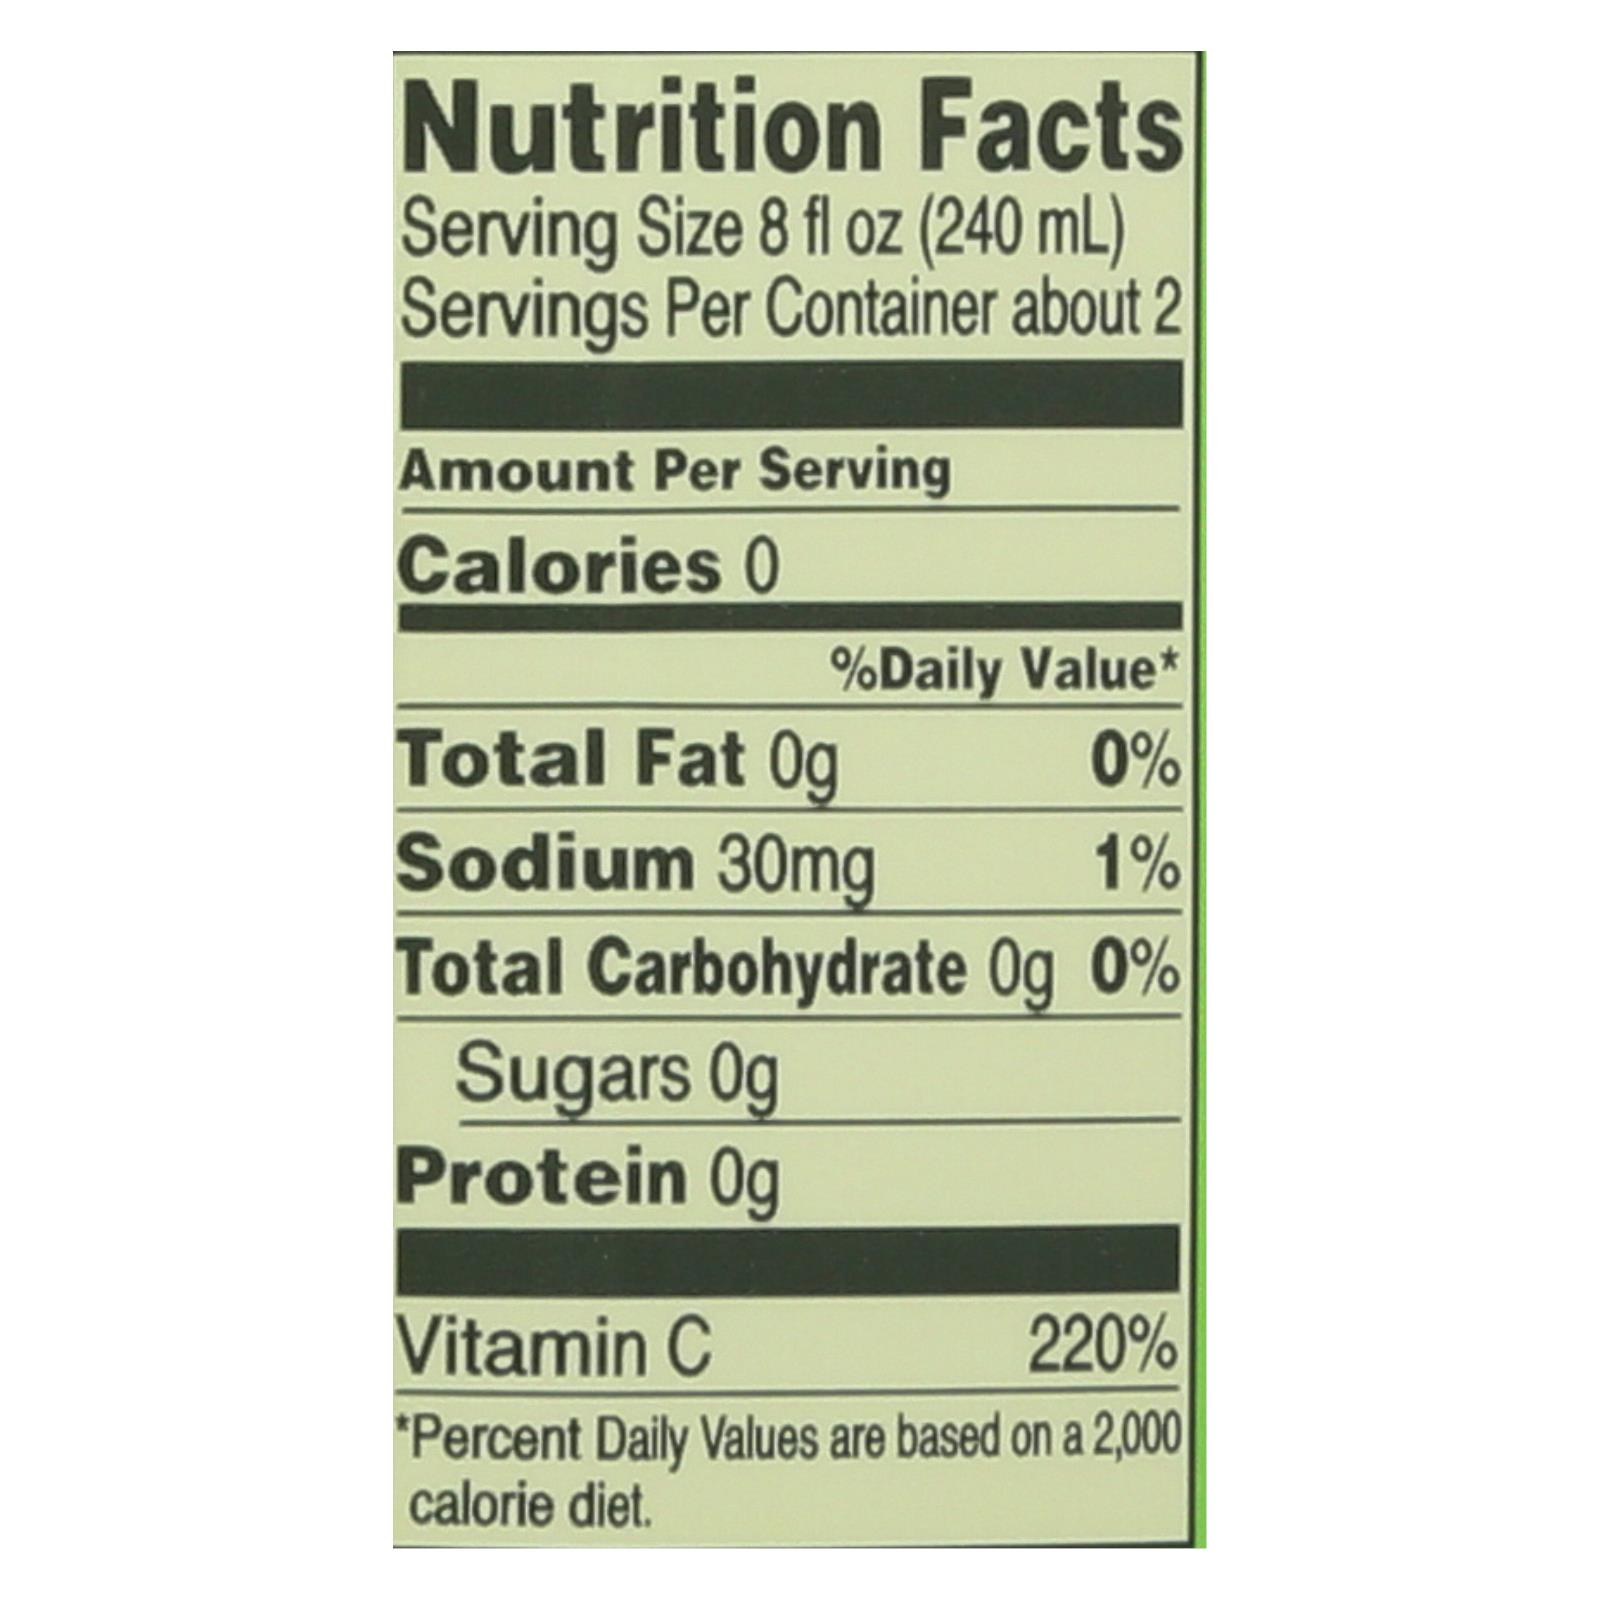 Nutrition Facts
Serving Size 8 fl oz (240 mL)
Servings Per Container about 2
Amount Per Serving
Calories 0
%Daily Value*
Total Fat 0g 0%
Sodium 30mg 1%
Total Carbohydrate 0g 0%
Sugars 0g
Protein 0g
Vitamin C 220%
*Percent Daily Values are based on a 2,000
calorie diet.